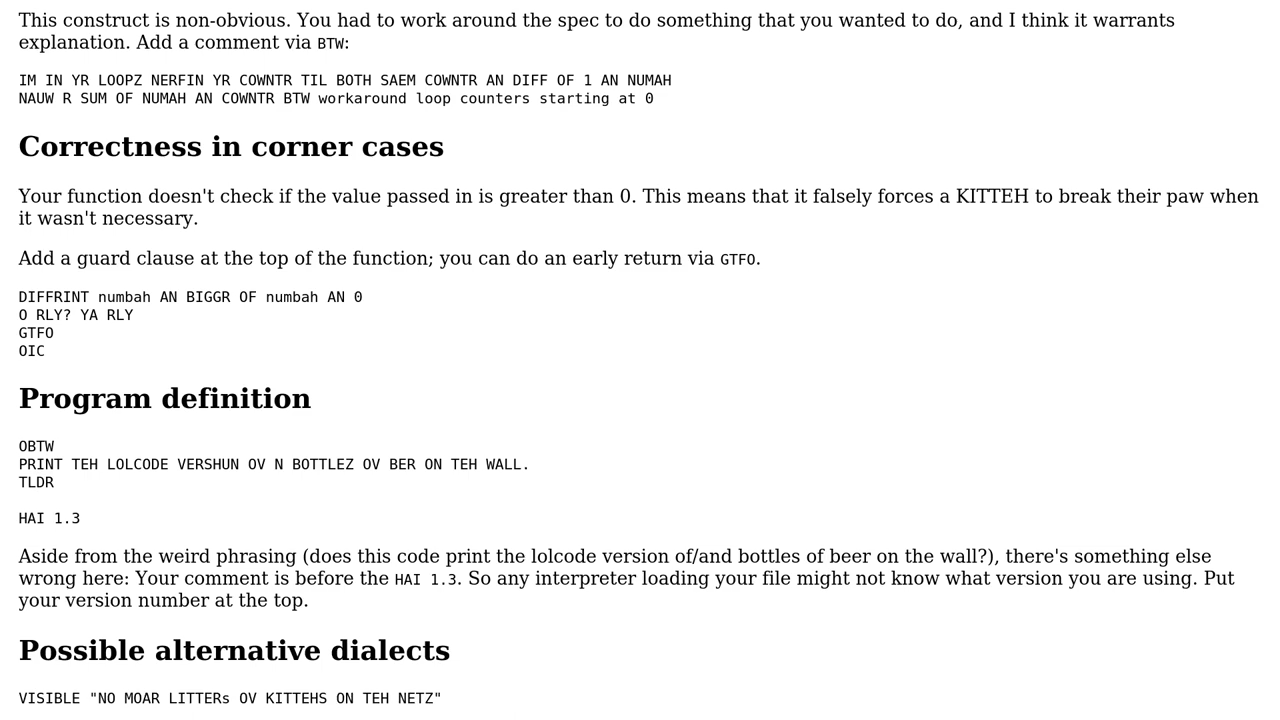 This construct is non-obvious. You had to work around the spec to do something that you wanted to do, and I think it warrants
explanation. Add a comment via BTW:
IM IN YR LOOPZ NERFIN YR COWNTR TIL BOTH SAEM COWNTR AN DIFF OF 1 AN NUMAH
NAUW R SUM OF NUMAH AN COWNTR BTW workaround loop counters starting at 0
Correctness in corner cases
Your function doesn't check if the value passed in is greater than 0. This means that it falsely forces a KITTEH to break their paw when
it wasn't necessary.
Add a guard clause at the top of the function; you can do an early return via GTFO.
DIFFRINT numbah AN BIGGR OF numbah AN 0
O RLY? YA RLY
GTFO
OIC
Program definition
OBTW
PRINT TEH LOLCODE VERSHUN OV N BOTTLEZ OV BER ON TEH WALL.
TLDR
HAI 1.3
Aside from the weird phrasing (does this code print the lolcode version of/and bottles of beer on the wall?), there's something else
wrong here: Your comment is before the HAI 1.3. So any interpreter loading your file might not know what version you are using. Put
your version number at the top.
Possible alternative dialects
VISIBLE "NO MOAR LITTERs OV KITTEHS ON TEH NETZ"